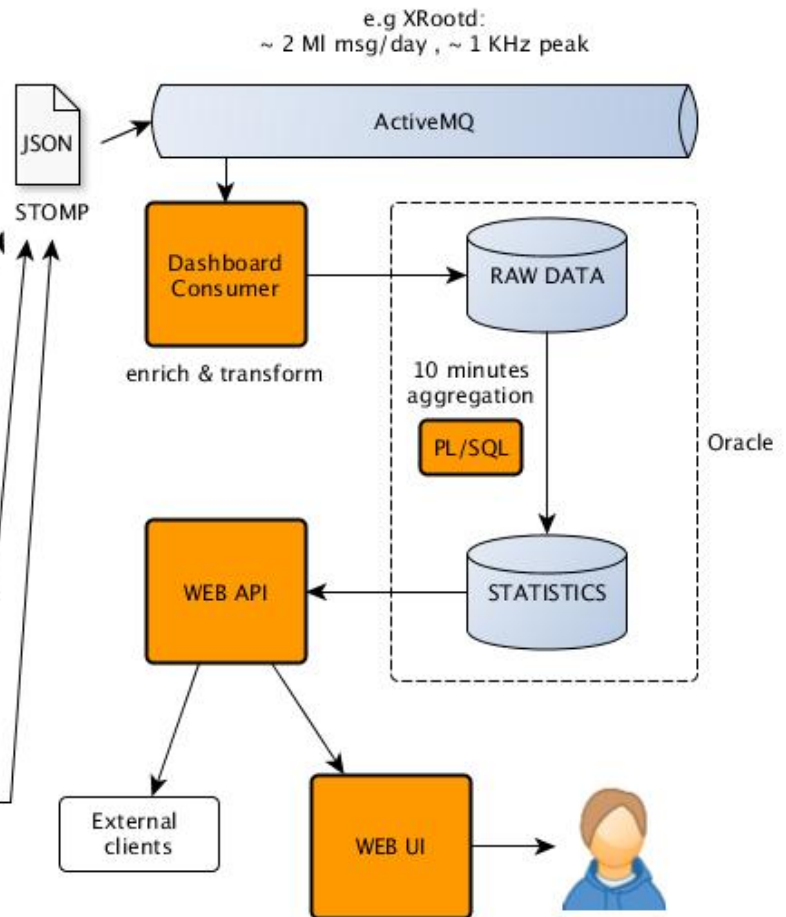 e.g XRootd:
~ 2 Ml msg/day , ~ 1 KHz peak
JSON
ActiveMQ
STOMP
Dashboard
Consumer
RAW DATA
enrich & transform
10 minutes
aggregation
PL/SQL
Oracle
WEB API
STATISTICS
External
clients
WEB UI